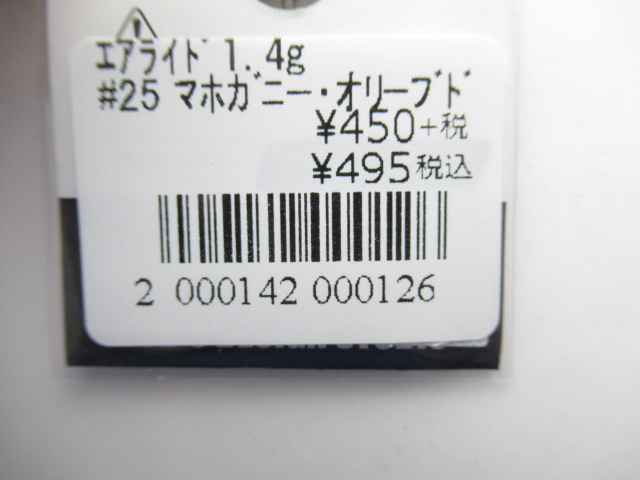 ｴｱﾗｲﾄﾞ 1.4g
#25 マホガニー・オリーブド
¥450+税
¥495税込
2 000142 000126